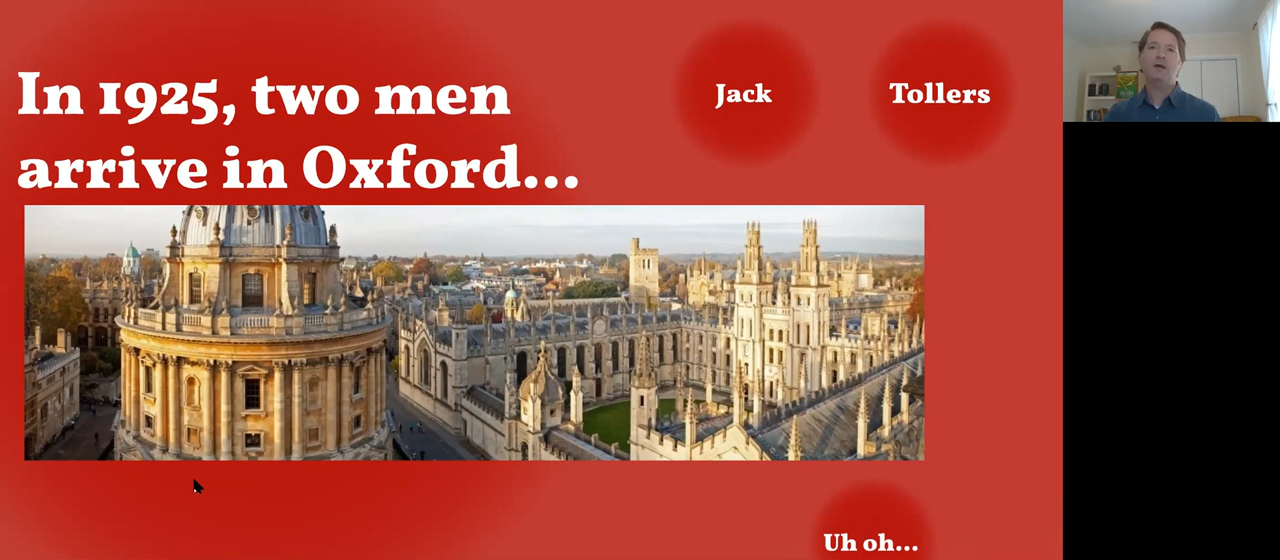 In 1925, two men
arrive in Oxford...
Jack
Tollers
Uh oh...